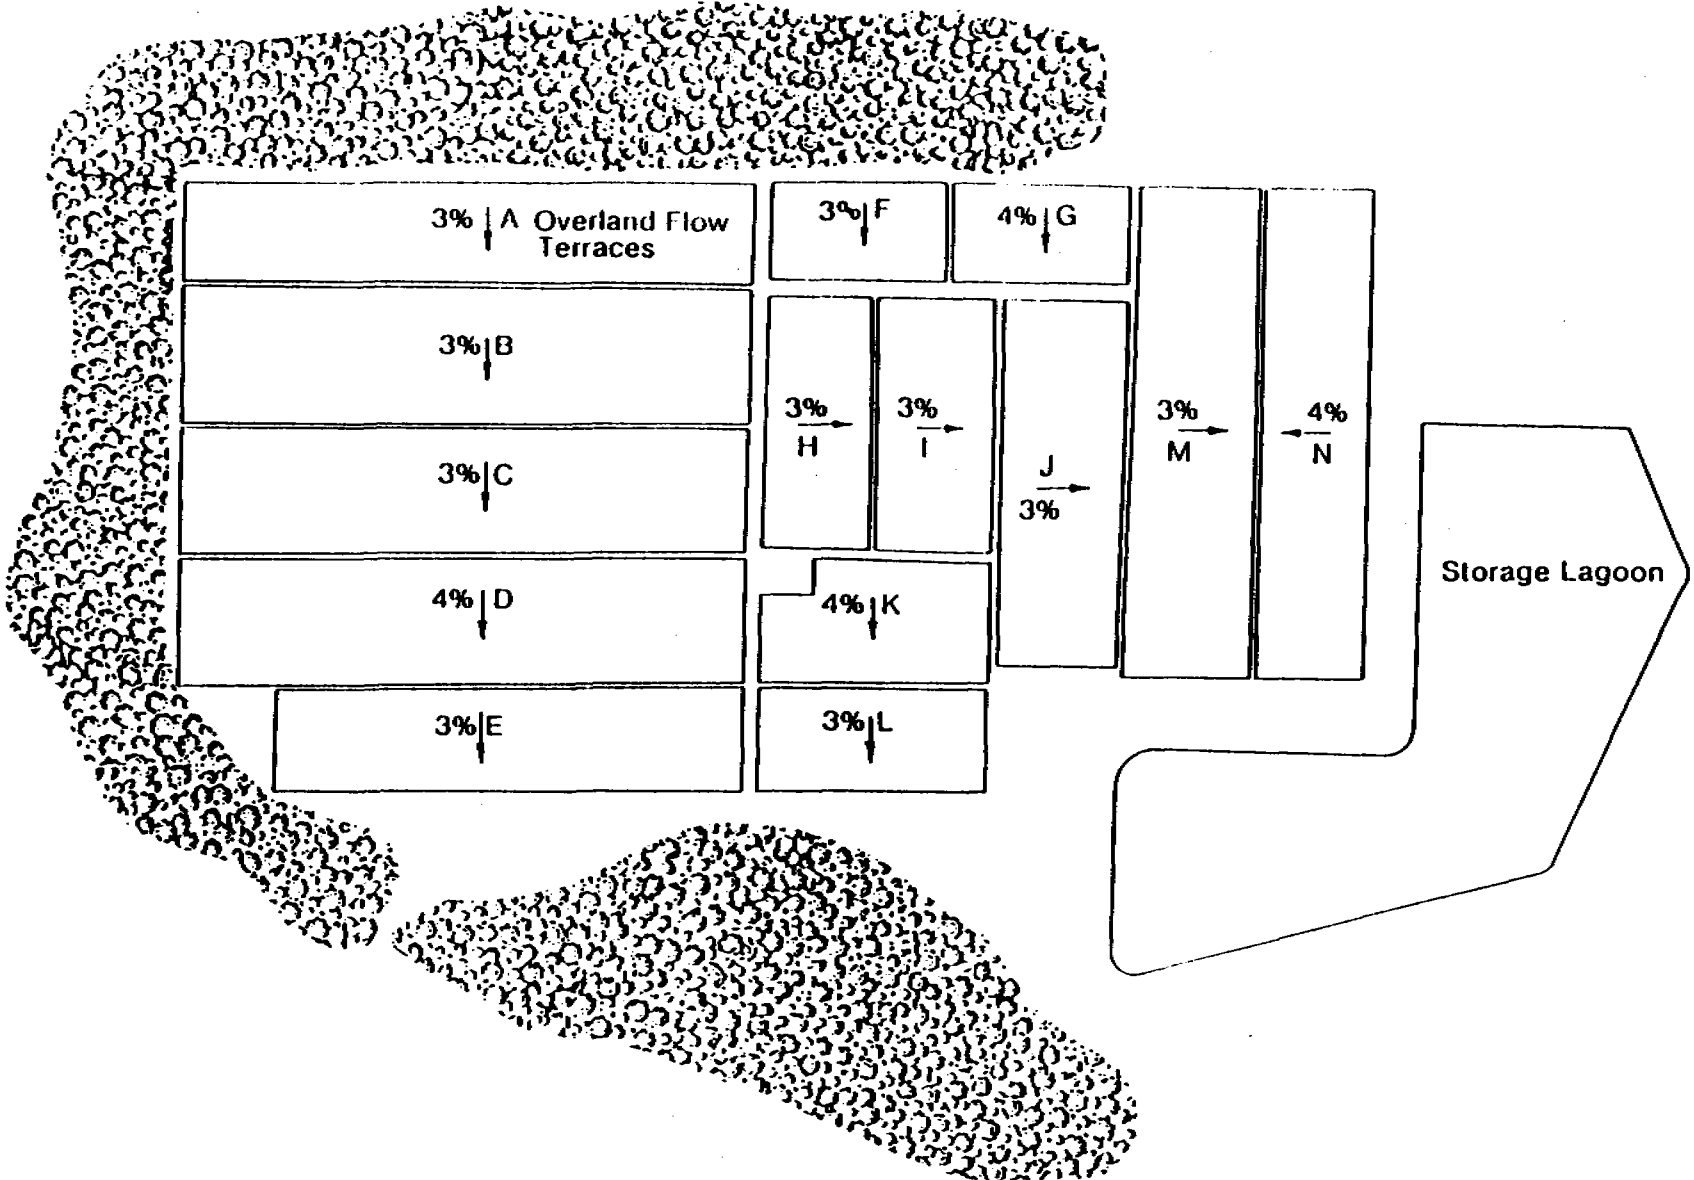 3% A Overland Flow
Terraces
3% F
4% G
3% B
3% H
3% I
3% M
4% N
3% C
J
3%
Storage Lagoon
4% D
4% K
3% E
3% L